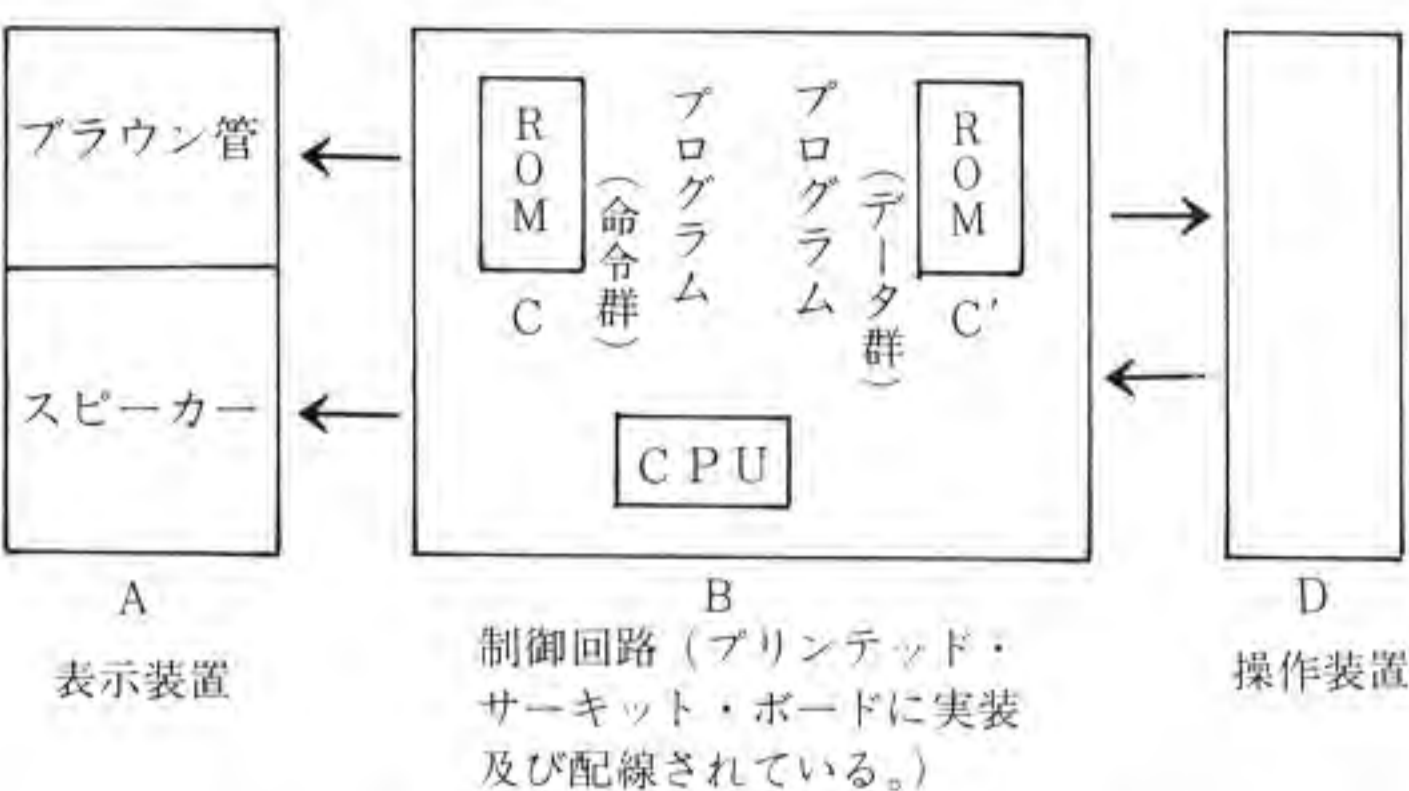 ブラウン管
スピーカー
A
表示装置
ROM
C
(命令群)
プログラム
プログラム
(データ群)
ROM
C'
CPU
B
制御回路(プリンテッド・
サーキット・ボードに実装
及び配線されている。)
D
操作装置